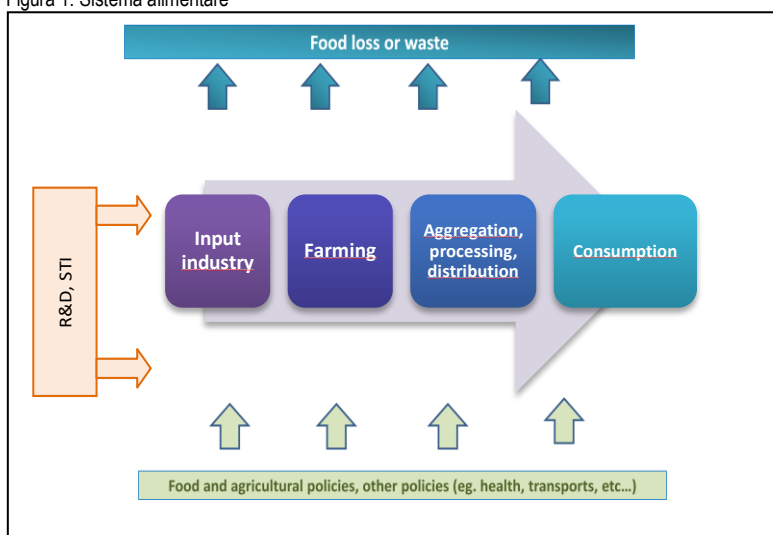 Figura 1. Sistema alimentare
Food loss or waste
R&D, STI
Input
industry
Farming
Aggregation,
processing,
distribution
Consumption
Food and agricultural policies, other policies (eg. health, transports, etc...)